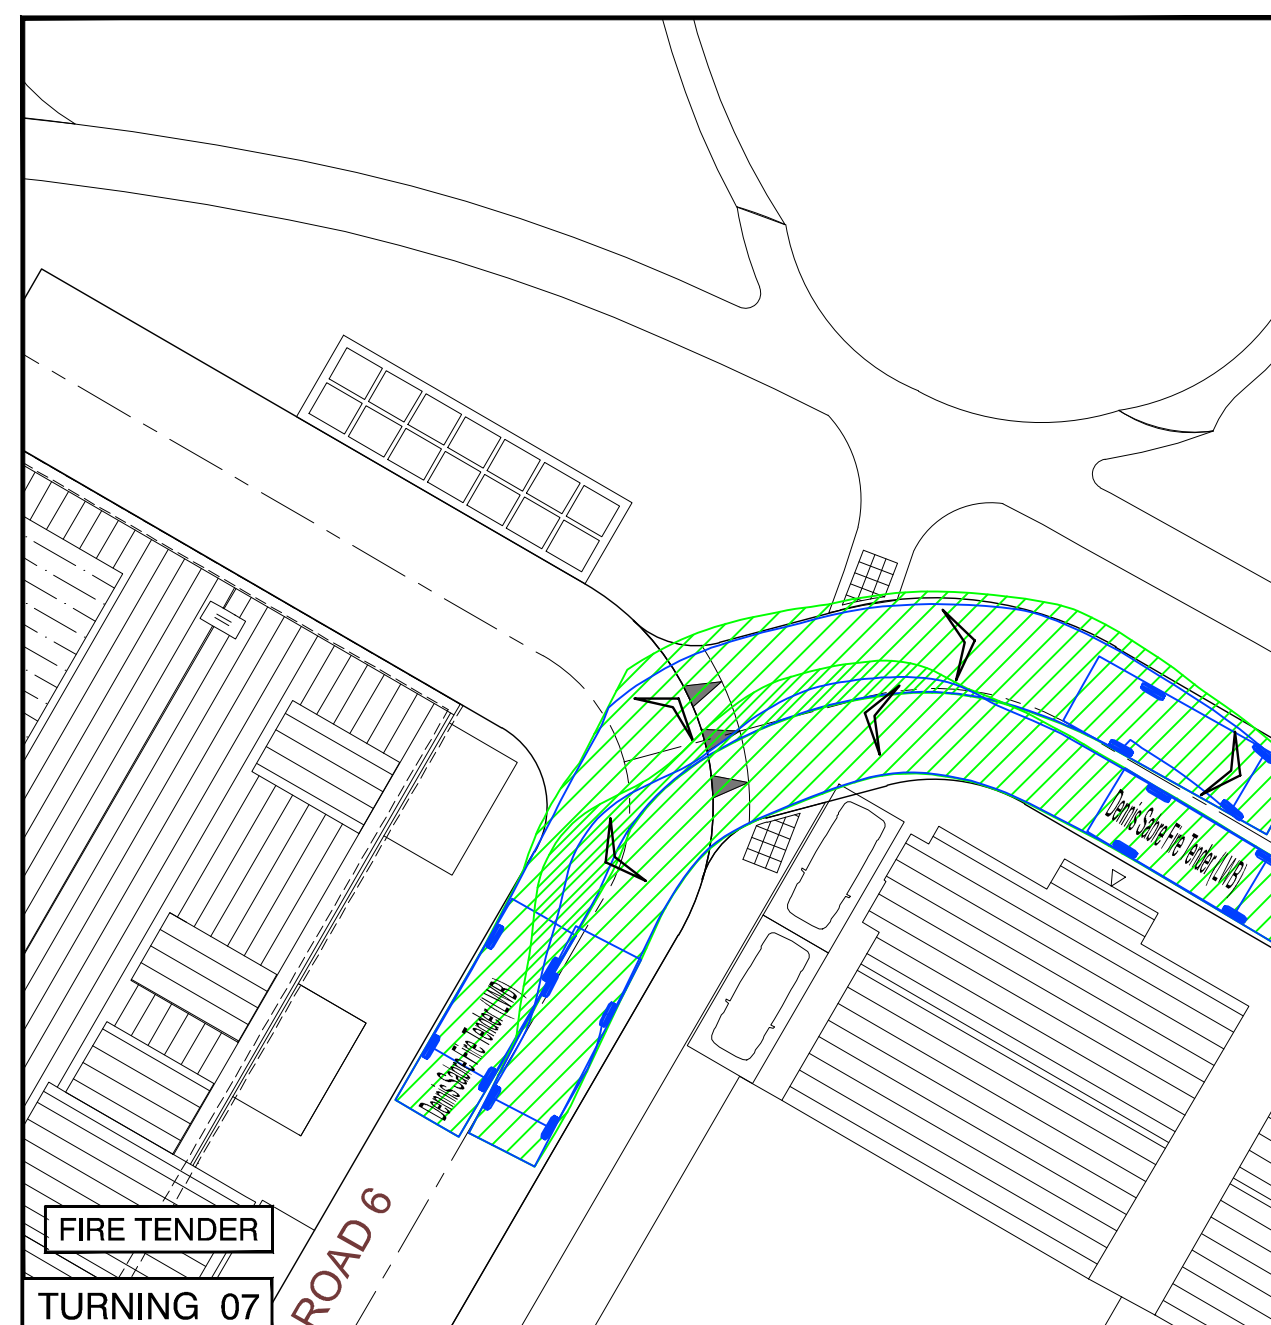 Dennis Sabre Fire Tender (LWB)
Dennis Sabre Fire Tender (LWB)
ROAD 6
FIRE TENDER
TURNING 07